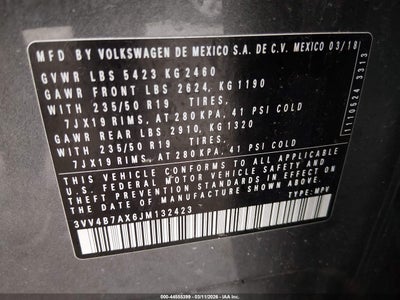 MFD BY VOLKSWAGEN DE MEXICO S.A. DE C.V. MEXICO 03/18
GVWR LBS 5423 KG 2460
GAWR FRONT LBS 2624, KG 1190
WITH 235/50 R19 TIRES,
7JX19 RIMS, AT 280 KPA, 41 PSI COLD
GAWR REAR LBS 2910, KG 1320
WITH 235/50 R19 TIRES,
7JX19 RIMS, AT 280 KPA, 41 PSI COLD
THIS VEHICLE CONFORMS TO ALL APPLICABLE
U.S. FEDERAL MOTOR VEHICLE SAFETY AND
THEFT PREVENTION STANDARDS IN EFFECT
ON THE DATE OF MANUFACTURE SHOWN ABOVE.
3VV4B7AX6JM132423 TYPE: MPV
1110524 3313
000-44555399 - 03/11/2026 - IAA, Inc.